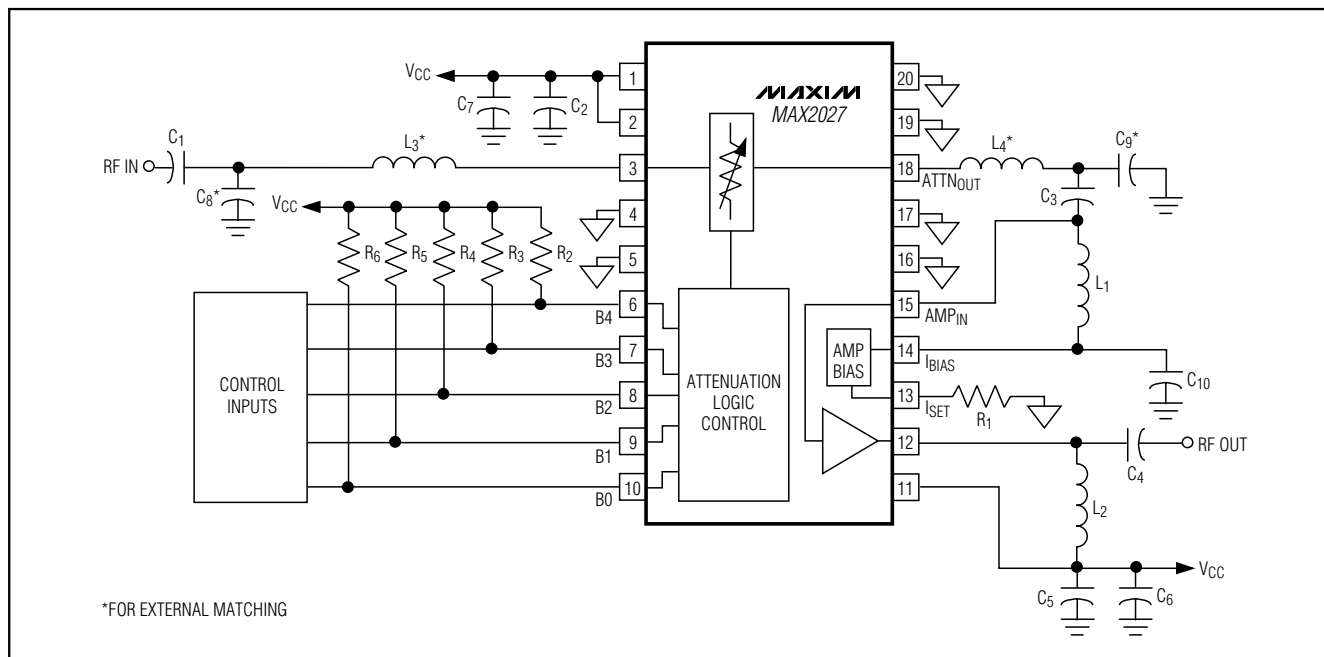 VCC
C7
C2
C1
RF IN
C8*
L3*
VCC
R6
R5
R4
R3
R2
CONTROL
INPUTS
B4
B3
B2
B1
B0
1
2
3
4
5
6
7
8
9
10
MAXIM
MAX2027
ATTENUATION
LOGIC
CONTROL
AMP
BIAS
20
19
18
17
16
15
14
13
12
11
ATTNOUT
L4*
C9*
C3
L1
AMPIN
IBIAS
C10
ISET
R1
C4
RF OUT
L2
VCC
C5
C6
*FOR EXTERNAL MATCHING